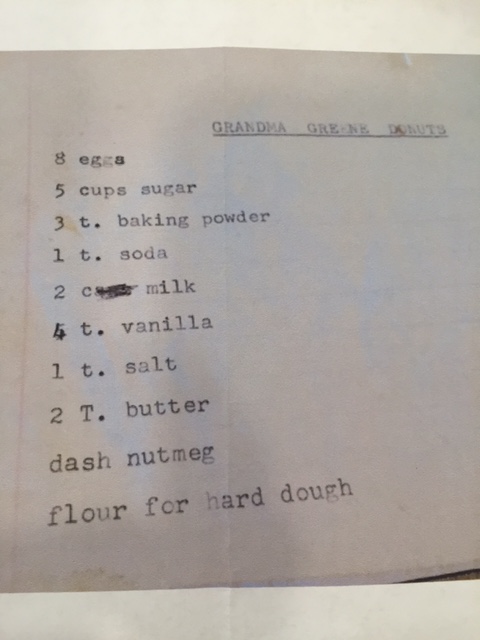 GRANDMA GREENE DONUTS
8 eggs
5 cups sugar
3 t. baking powder
1 t. soda
2 c milk
4 t. vanilla
1 t. salt
2 T. butter
dash nutmeg
flour for hard dough